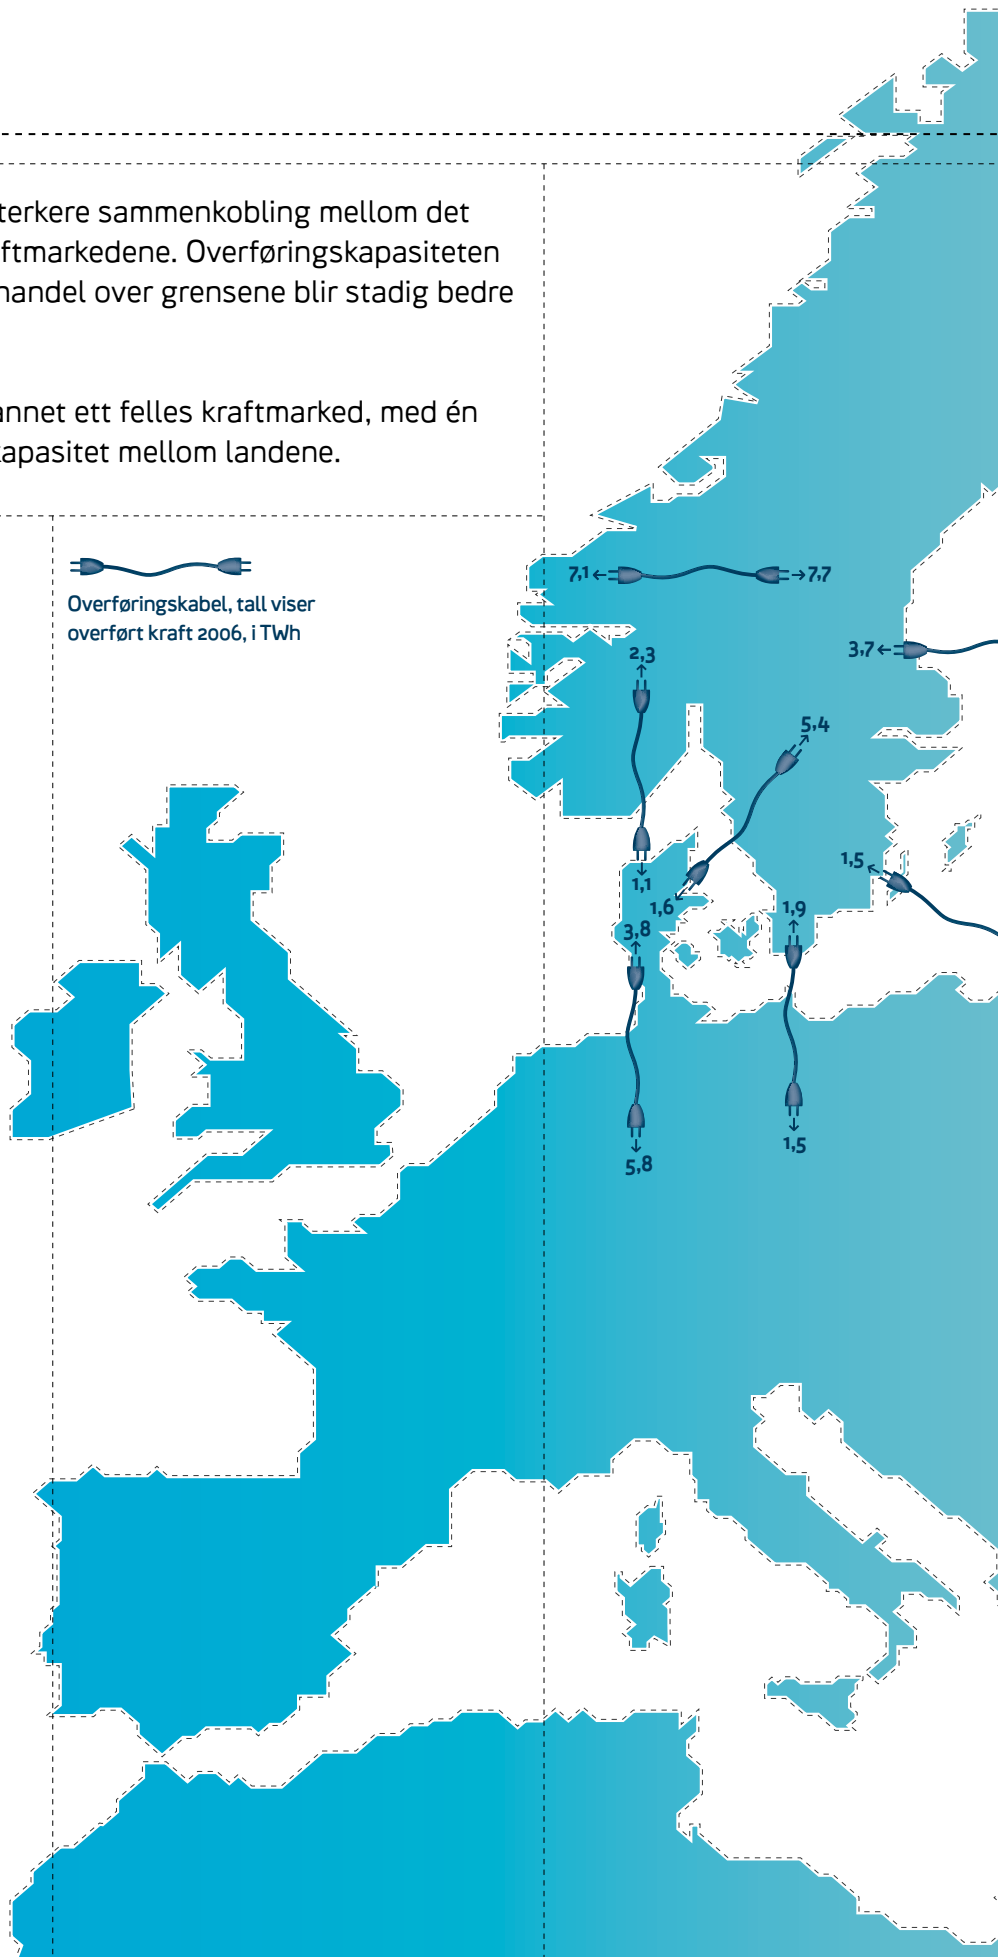 terkere sammenkobling mellom det
ftmarkedene. Overføringskapasiteten
handel over grensene blir stadig bedre
annet ett felles kraftmarked, med én
kapasitet mellom landene.
Overføringskabel, tall viser
overført kraft 2006, i TWh
7,1
7,7
3,7
2,3
5,4
1,5
1,1
1,6
1,9
3,8
1,5
5,8